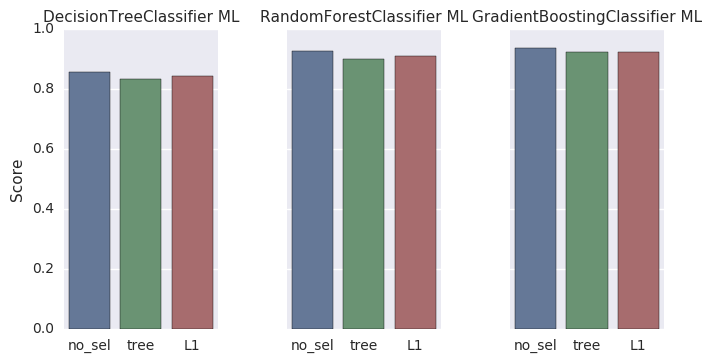 DecisionTreeClassifier ML
RandomForestClassifier ML
GradientBoostingClassifier ML
Score
1.0
0.8
0.6
0.4
0.2
0.0
no_sel tree L1
no_sel tree L1
no_sel tree L1